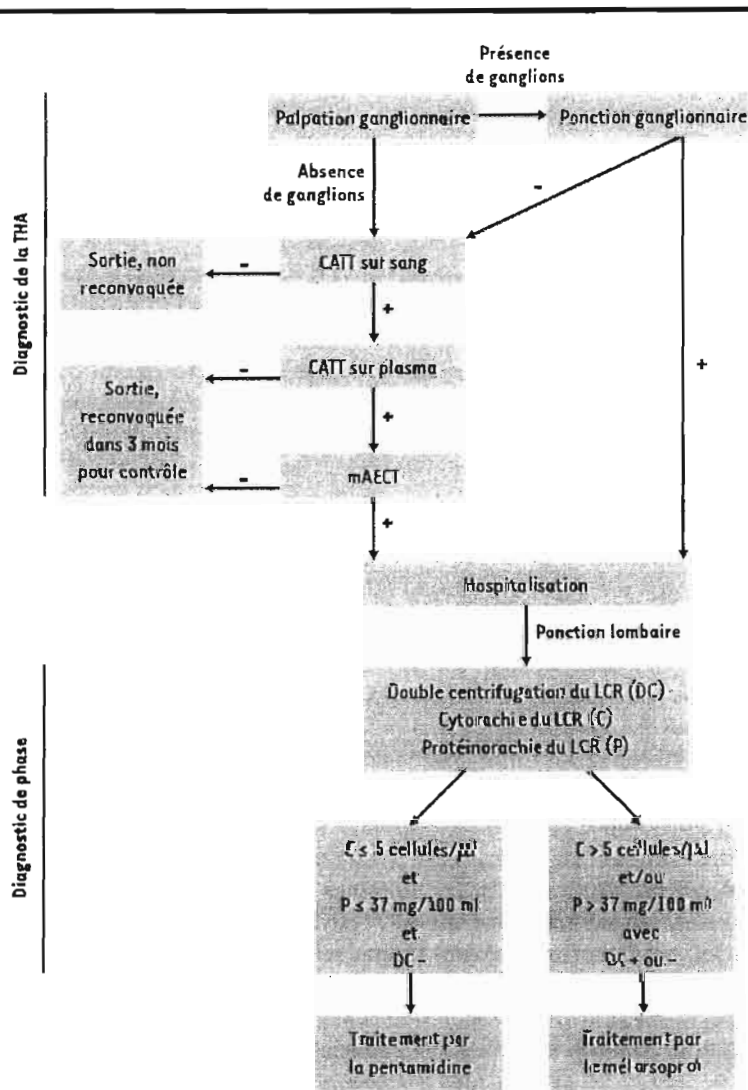 Présence
de ganglions
Palpation ganglionnaire
Ponction ganglionnaire
Absence
de ganglions
-
Diagnostic de la THA
Sortie, non
reconvoquée
-
CATT sur sang
+
CATT sur plasma
-
Sortie,
reconvoquée
dans 3 mois
pour contrôle
+
+
mAECT
-
+
Hospitalisation
Ponction lombaire
Double centrifugation du LCR (DC)
Cytorachie du LCR (C)
Protéinorachie du LCR (P)
Diagnostic de phase
C ≤ 5 cellules/µl
et
P ≤ 37 mg/100 ml
et
DC -
C > 5 cellules/µl
et/ou
P > 37 mg/100 ml
avec
DC + ou -
Traitement par
la pentamidine
Traitement par
le mélarsoprol